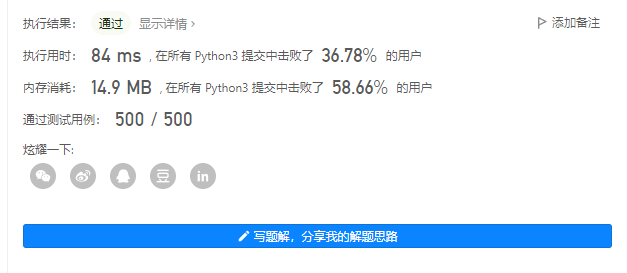 执行结果： 通过 显示详情 › 添加备注
执行用时： 84 ms , 在所有 Python3 提交中击败了 36.78% 的用户
内存消耗： 14.9 MB , 在所有 Python3 提交中击败了 58.66% 的用户
通过测试用例： 500 / 500
炫耀一下:
豆 in
写题解，分享我的解题思路